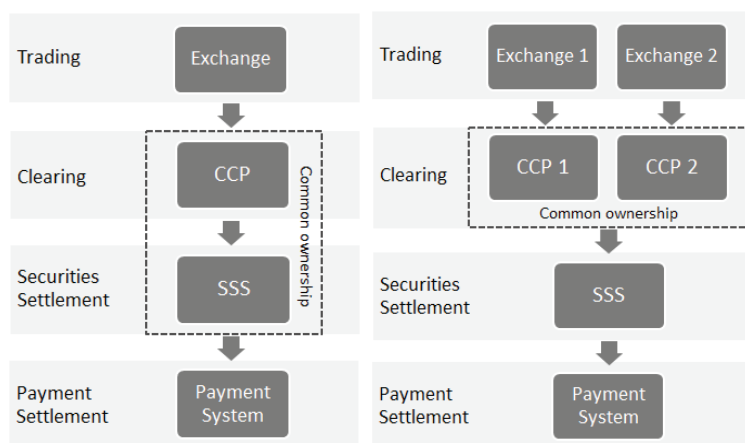 Trading
Exchange
Clearing
CCP
Common ownership
Securities
Settlement
SSS
Payment
Settlement
Payment
System
Trading
Exchange 1
Exchange 2
Clearing
CCP 1
CCP 2
Common ownership
Securities
Settlement
SSS
Payment
Settlement
Payment
System